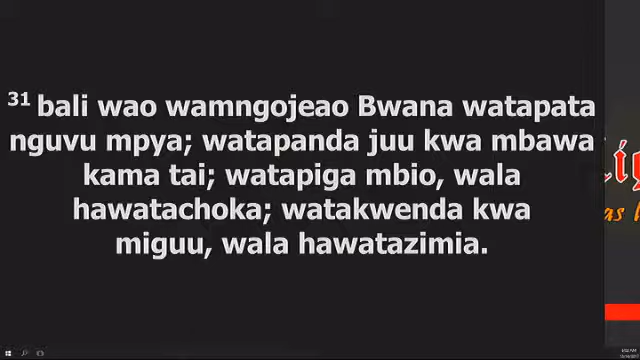 31 bali wao wamngojeao Bwana watapata
nguvu mpya; watapanda juu kwa mbawa
kama tai; watapiga mbio, wala
hawatachoka; watakwenda kwa
miguu, wala hawatazimia.